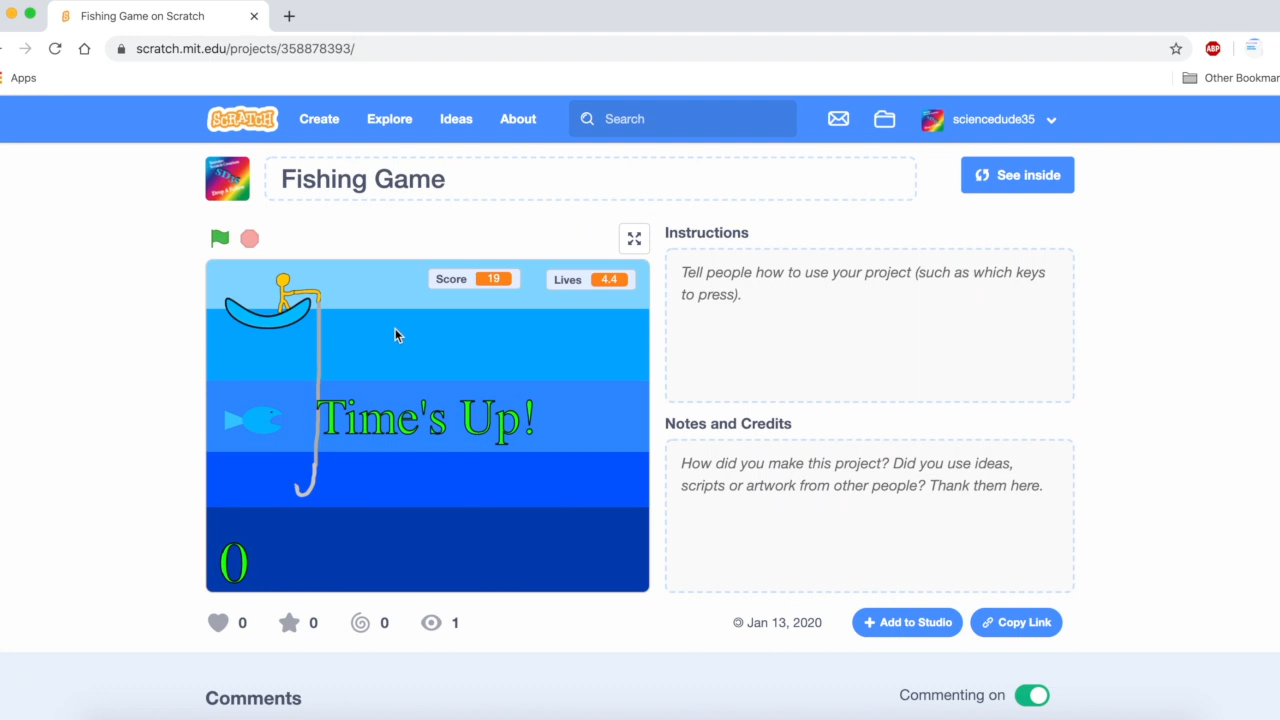 Fishing Game on Scratch
scratch.mit.edu/projects/358878393/
ABP
Apps
Other Bookmar
SCRATCH
Create
Explore
Ideas
About
Search
sciencedude35
SD35
Fishing Game
See inside
Instructions
Score 19
Lives 4.4
Tell people how to use your project (such as which keys
to press).
Time's Up!
Notes and Credits
How did you make this project? Did you use ideas,
scripts or artwork from other people? Thank them here.
0
0
0
0
1
Jan 13, 2020
Add to Studio
Copy Link
Comments
Commenting on